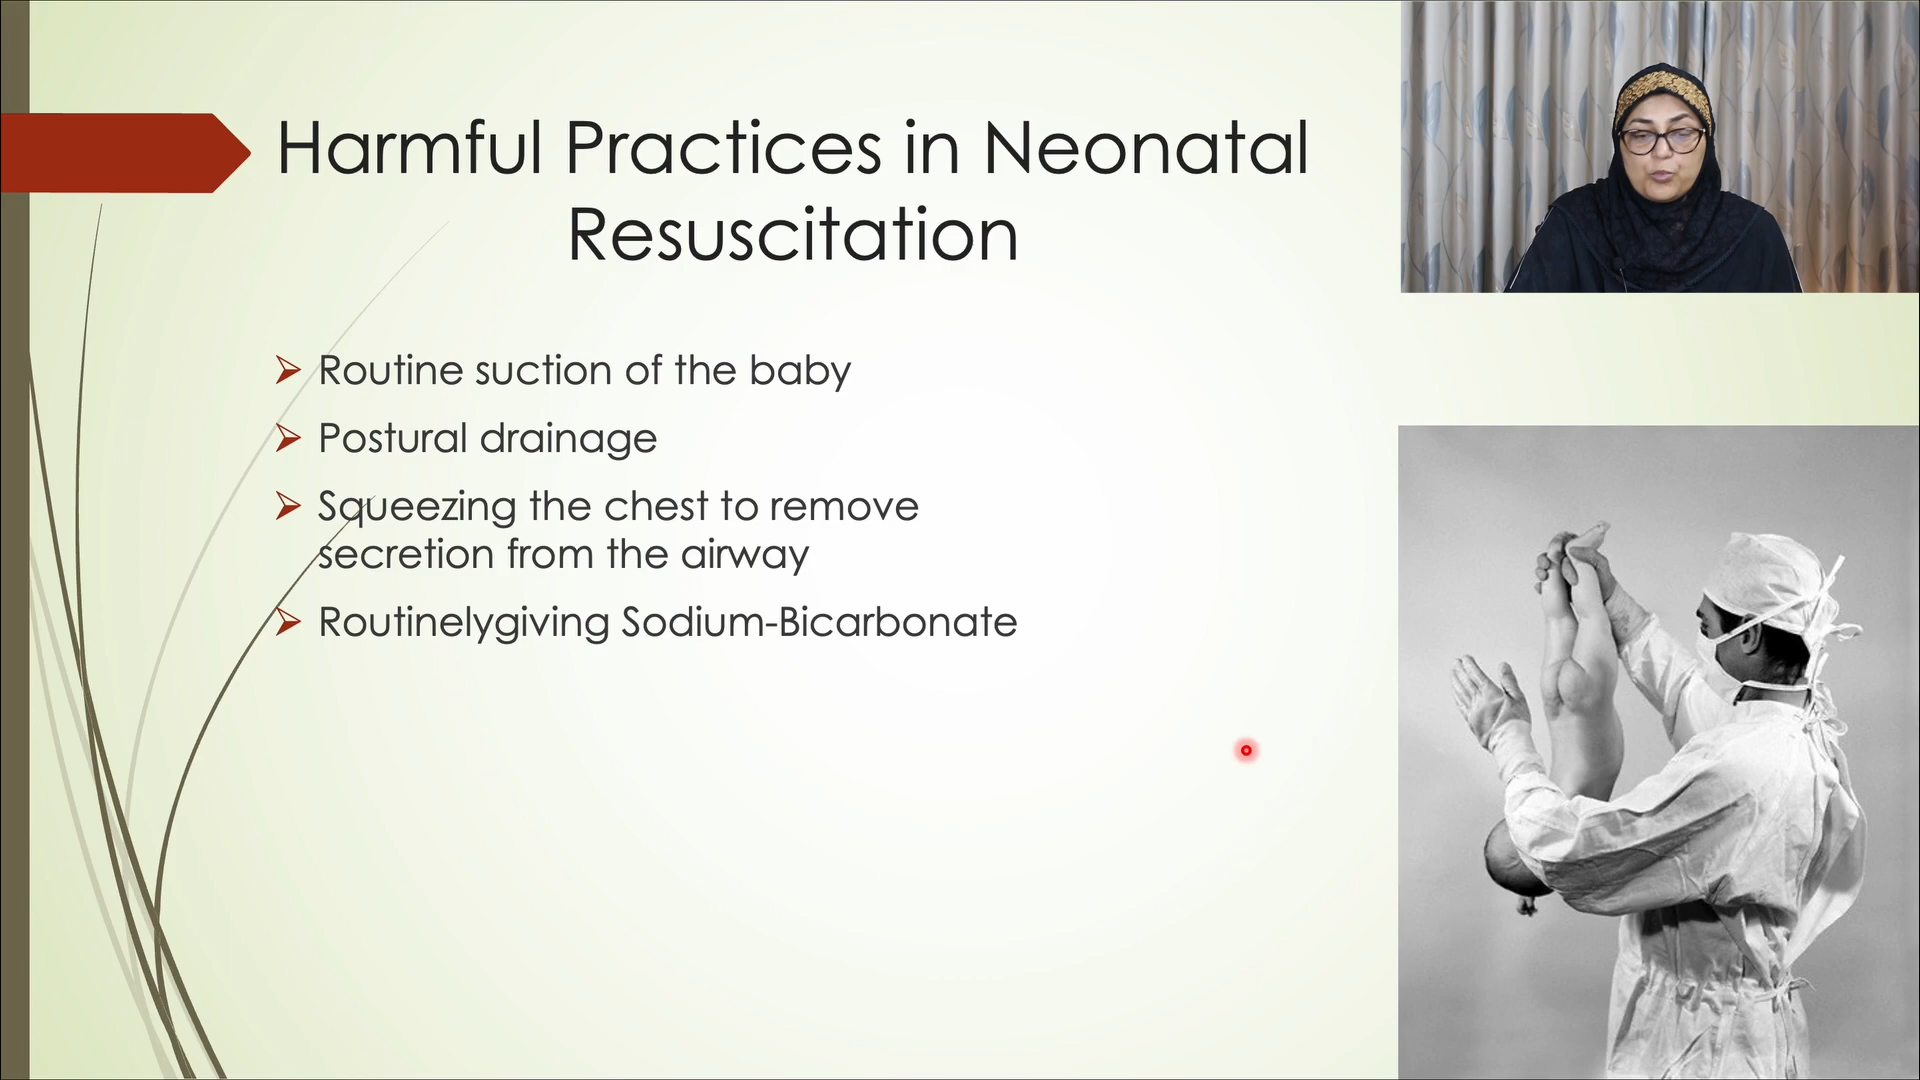 Harmful Practices in Neonatal
Resuscitation
Routine suction of the baby
Postural drainage
Squeezing the chest to remove
secretion from the airway
Routinelygiving Sodium-Bicarbonate